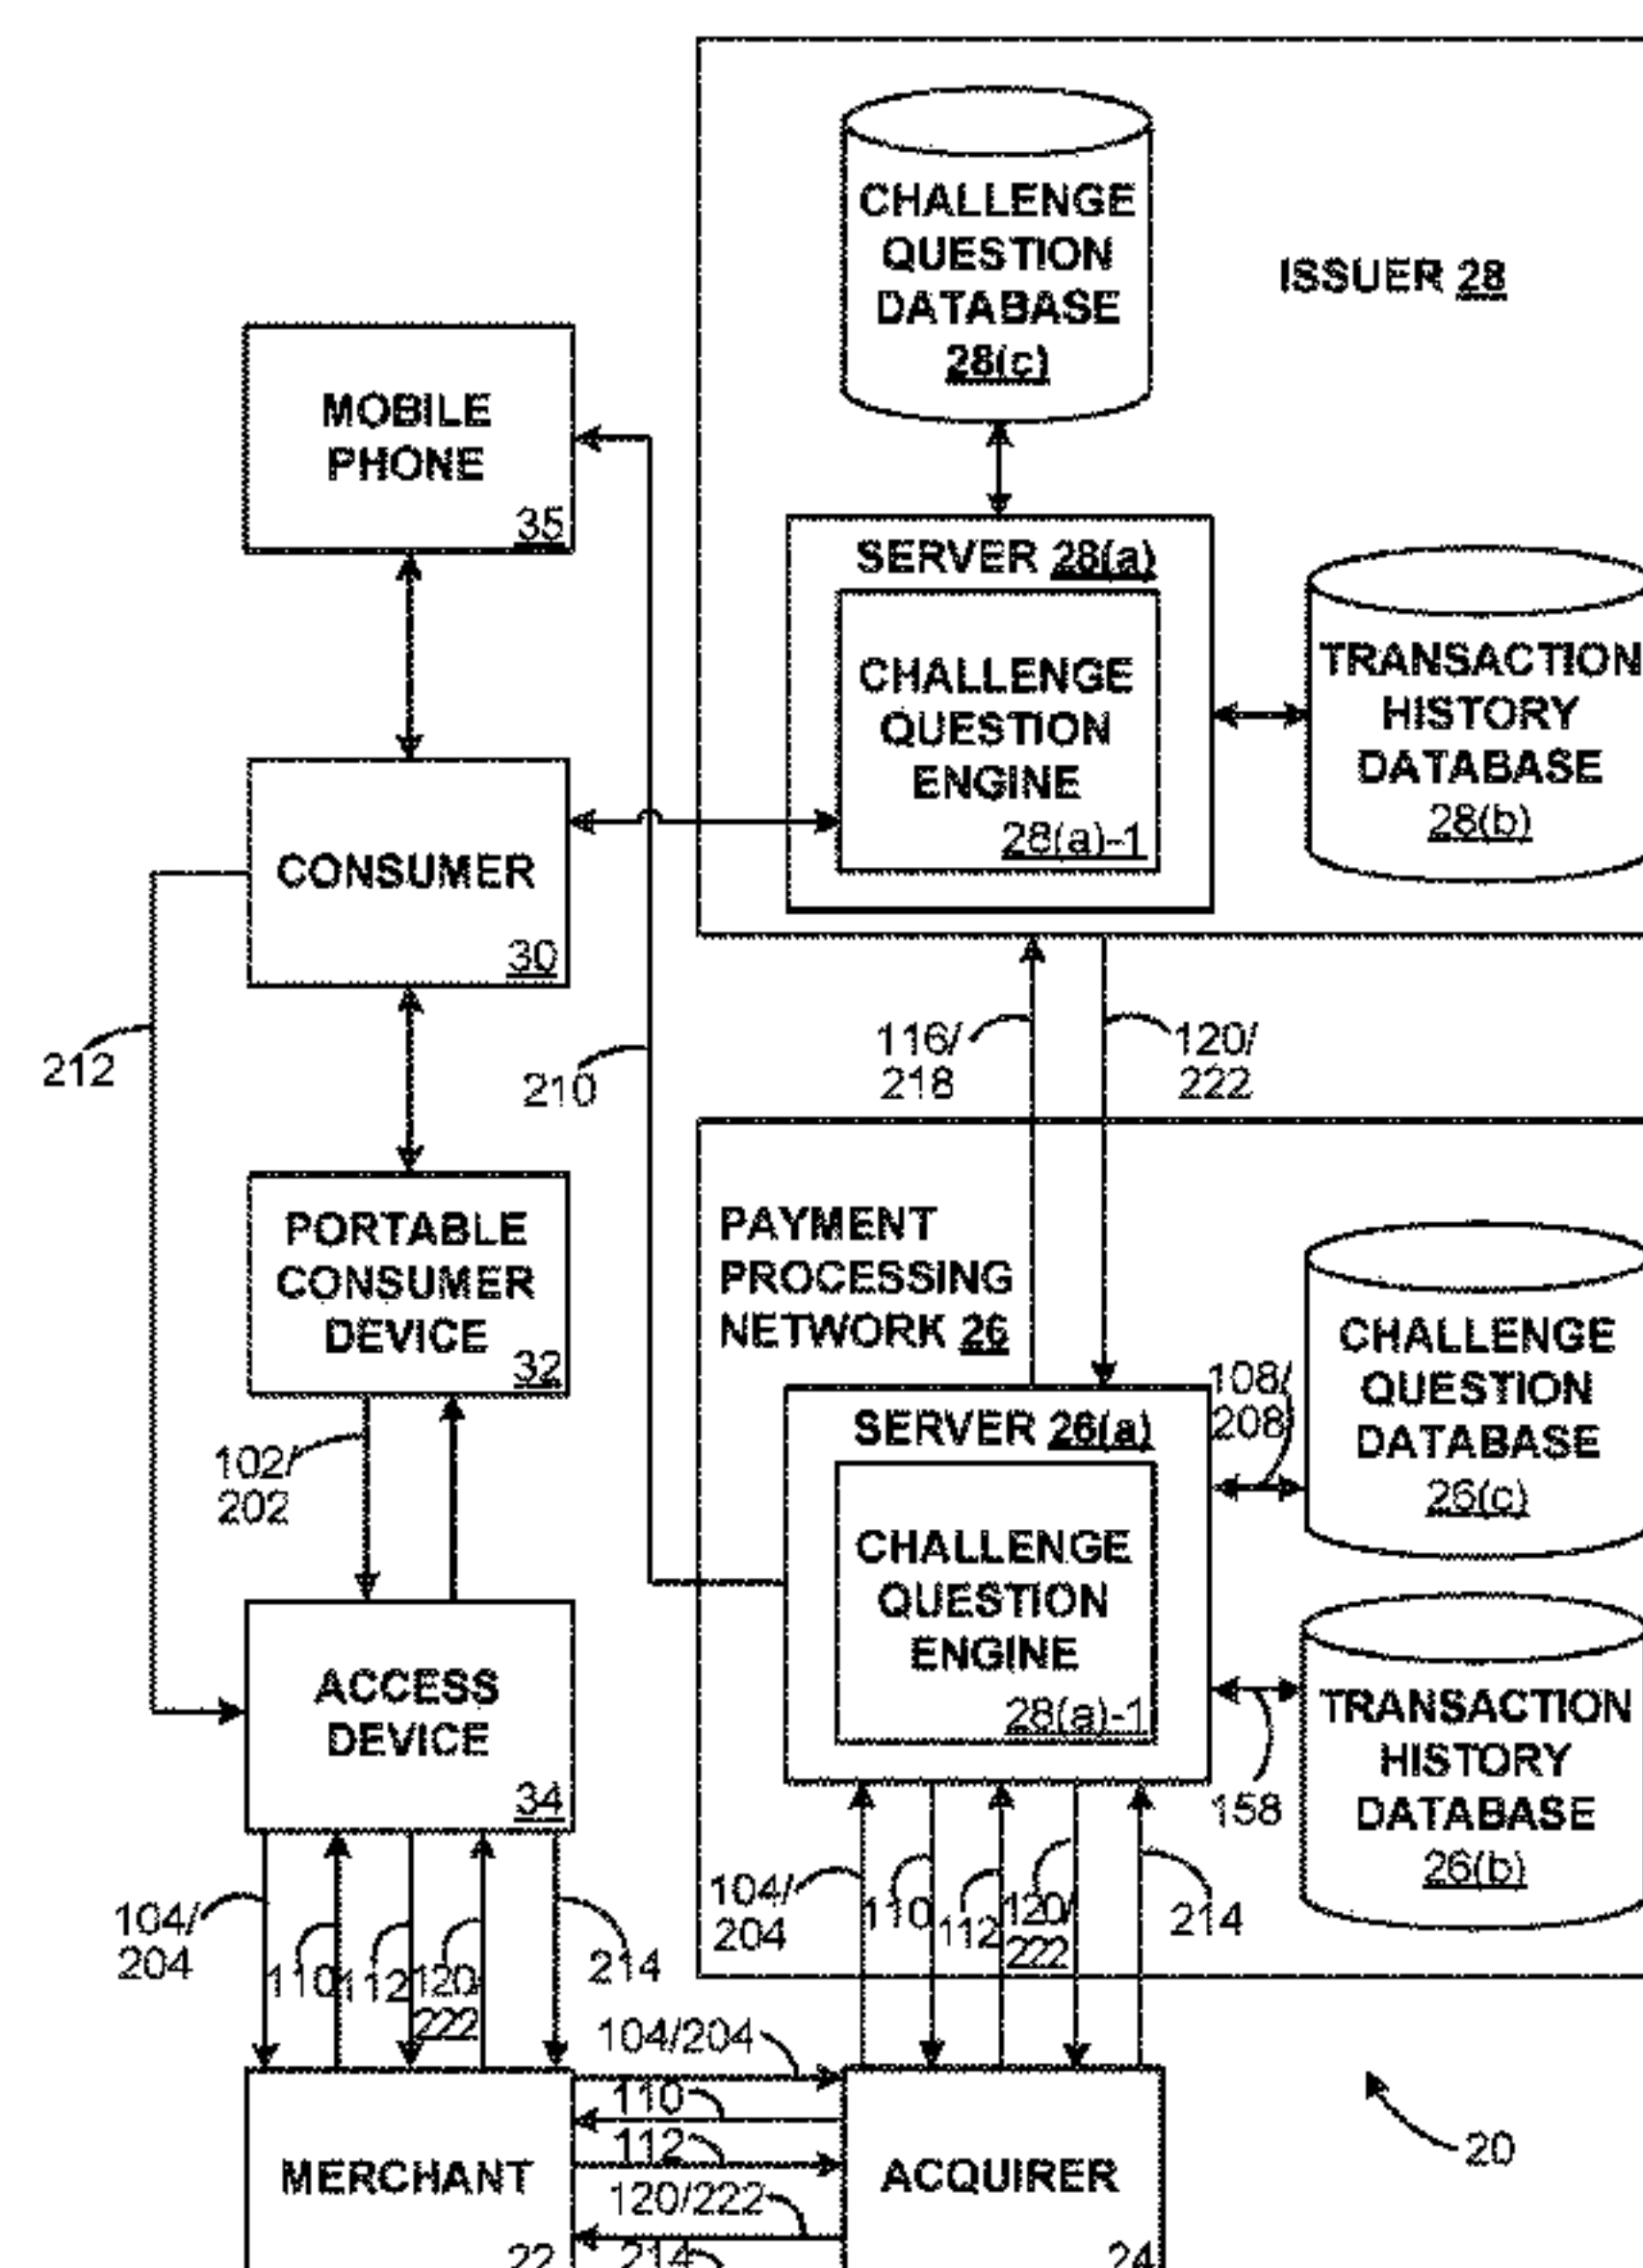 CHALLENGE
QUESTION
DATABASE
28(c)
ISSUER 28
MOBILE
PHONE
35
SERVER 28(a)
CHALLENGE
QUESTION
ENGINE
28(a)-1
TRANSACTION
HISTORY
DATABASE
28(b)
CONSUMER
30
212
210
116/
218
120/
222
PORTABLE
CONSUMER
DEVICE
32
PAYMENT
PROCESSING
NETWORK 26
CHALLENGE
QUESTION
DATABASE
26(c)
108/
208
SERVER 26(a)
CHALLENGE
QUESTION
ENGINE
28(a)-1
102/
202
ACCESS
DEVICE
34
158
TRANSACTION
HISTORY
DATABASE
26(b)
104/
204
110
112
120/
222
214
104/
204
110
112
120/
222
214
104/204
110
112
120/222
214
MERCHANT
22
ACQUIRER
24
20